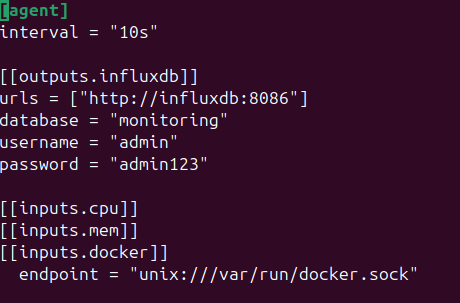 [agent]
interval = "10s"
[[outputs.influxdb]]
urls = ["http://influxdb:8086"]
database = "monitoring"
username = "admin"
password = "admin123"
[[inputs.cpu]]
[[inputs.mem]]
[[inputs.docker]]
endpoint = "unix:///var/run/docker.sock"